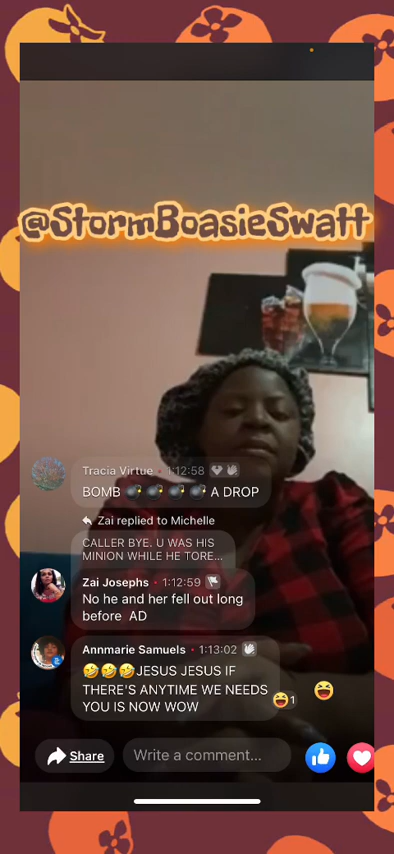 @StormBoasieSwatt
Tracia Virtue • 1:12:58
BOMB 💣 💣 💣 💣 A DROP
Zai replied to Michelle
CALLER BYE. U WAS HIS
MINION WHILE HE TORE...
Zai Josephs • 1:12:59
No he and her fell out long
before AD
Annmarie Samuels • 1:13:02
🤣🤣🤣JESUS JESUS IF
THERE'S ANYTIME WE NEEDS
YOU IS NOW WOW
1
Share
Write a comment...